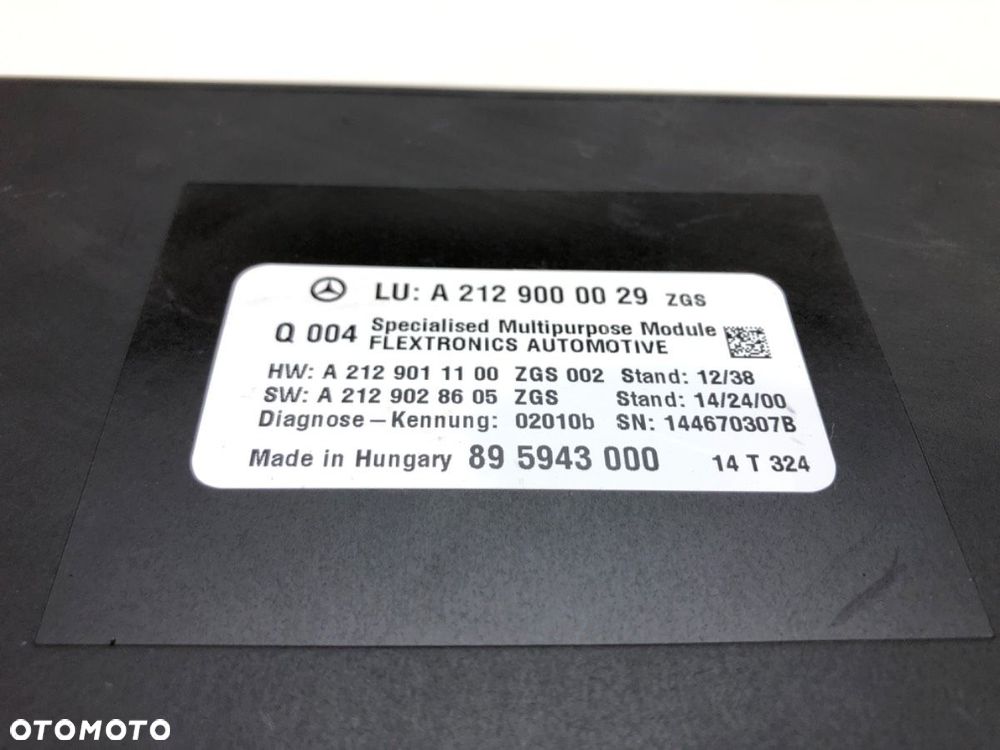 LU: A 212 900 00 29 ZGS
Q 004 Specialised Multipurpose Module
FLEXTRONICS AUTOMOTIVE
HW: A 212 901 11 00 ZGS 002 Stand: 12/38
SW: A 212 902 86 05 ZGS Stand: 14/24/00
Diagnose-Kennung: 02010b SN: 144670307B
Made in Hungary 89 5943 000 14 T 324
OTOMOTO